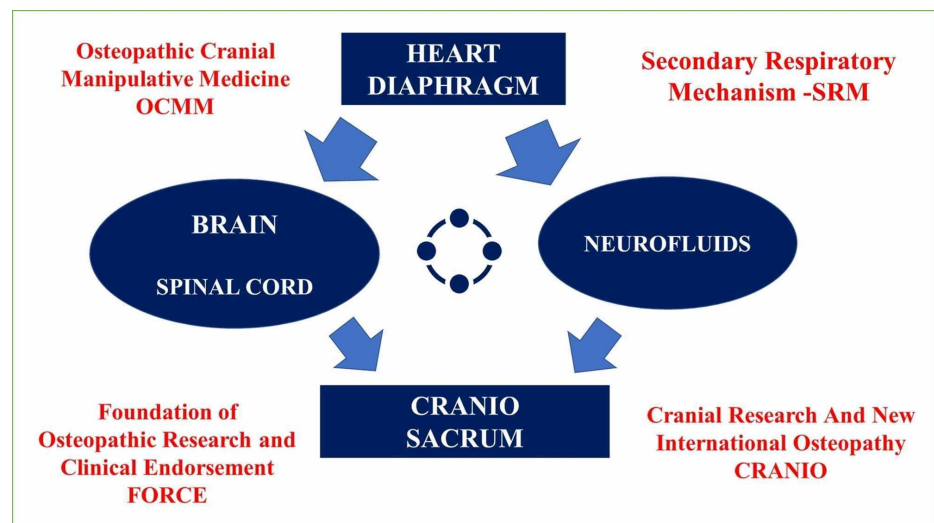 Osteopathic Cranial
Manipulative Medicine
OCMM
HEART
DIAPHRAGM
Secondary Respiratory
Mechanism -SRM
BRAIN
SPINAL CORD
NEUROFLUIDS
Foundation of
Osteopathic Research and
Clinical Endorsement
FORCE
CRANIO
SACRUM
Cranial Research And New
International Osteopathy
CRANIO